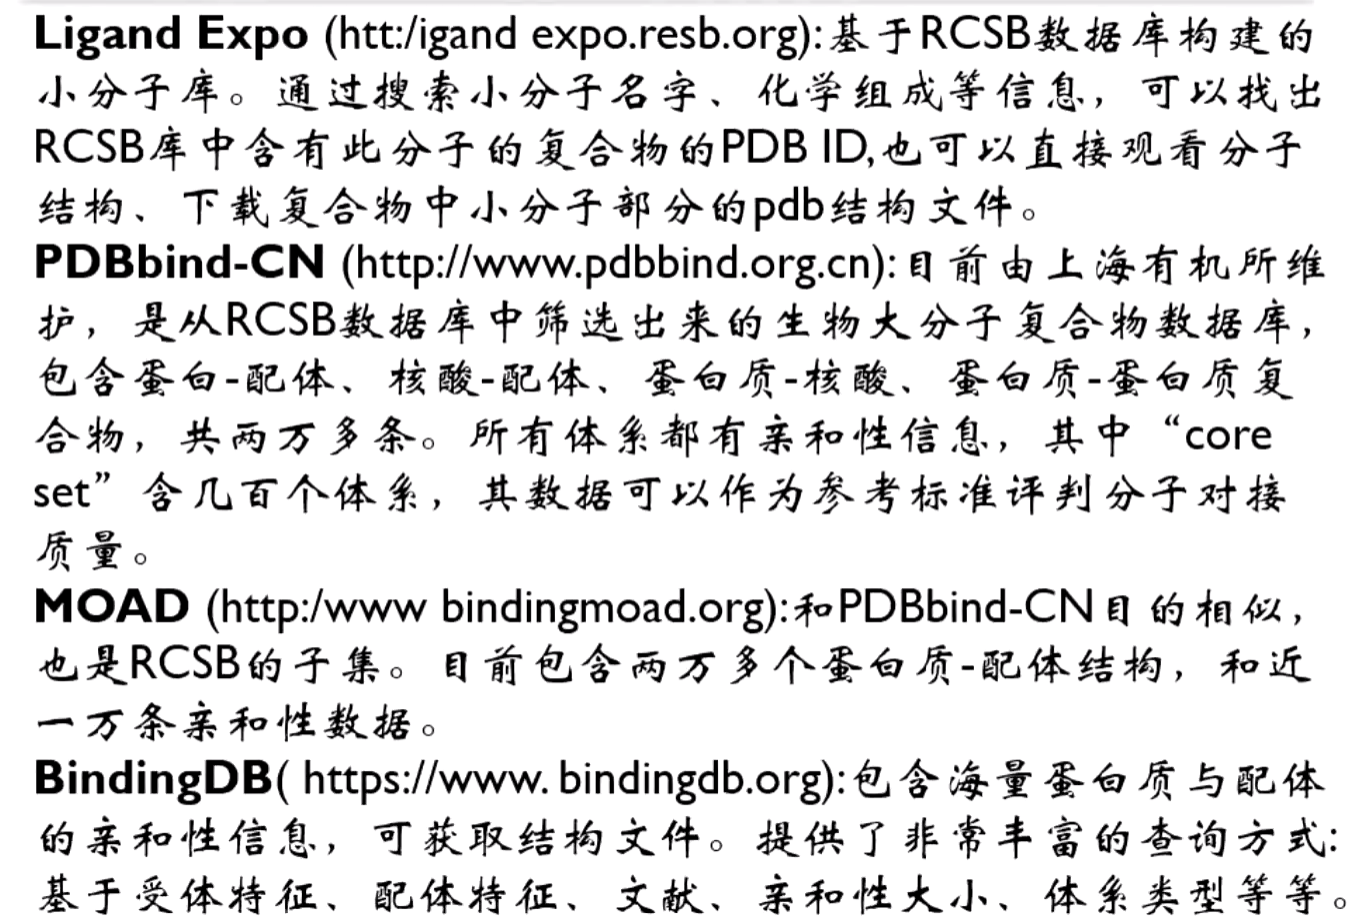 Ligand Expo (htt:/igand expo.resb.org):基于RCSB数据库构建的
小分子库。通过搜索小分子名字、化学组成等信息，可以找出
RCSB库中含有此分子的复合物的PDB ID,也可以直接观看分子
结构、下载复合物中小分子部分的pdb结构文件。
PDBbind-CN (http://www.pdbbind.org.cn):目前由上海有机所维
护，是从RCSB数据库中筛选出来的生物大分子复合物数据库，
包含蛋白-配体、核酸-配体、蛋白质-核酸、蛋白质-蛋白质复
合物，共两万多条。所有体系都有亲和性信息，其中“core
set”含几百个体系，其数据可以作为参考标准评判分子对接
质量。
MOAD (http:/www bindingmoad.org):和PDBbind-CN目的相似，
也是RCSB的子集。目前包含两万多个蛋白质-配体结构，和近
一万条亲和性数据。
BindingDB( https://www. bindingdb.org):包含海量蛋白质与配体
的亲和性信息，可获取结构文件。提供了非常丰富的查询方式:
基于受体特征、配体特征、文献、亲和性大小、体系类型等等。